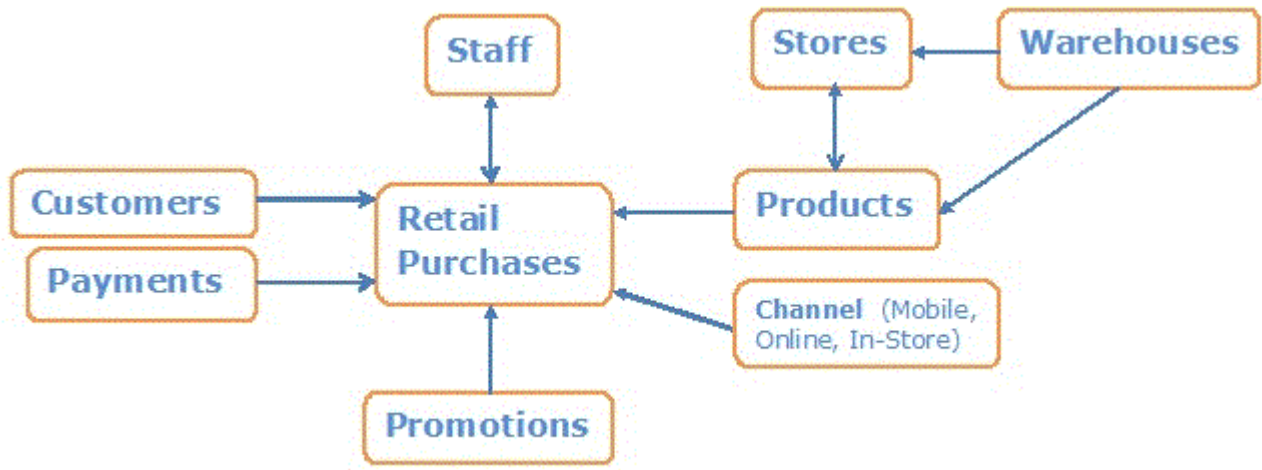 Staff
Stores
Warehouses
Customers
Retail
Purchases
Products
Payments
Channel (Mobile,
Online, In-Store)
Promotions